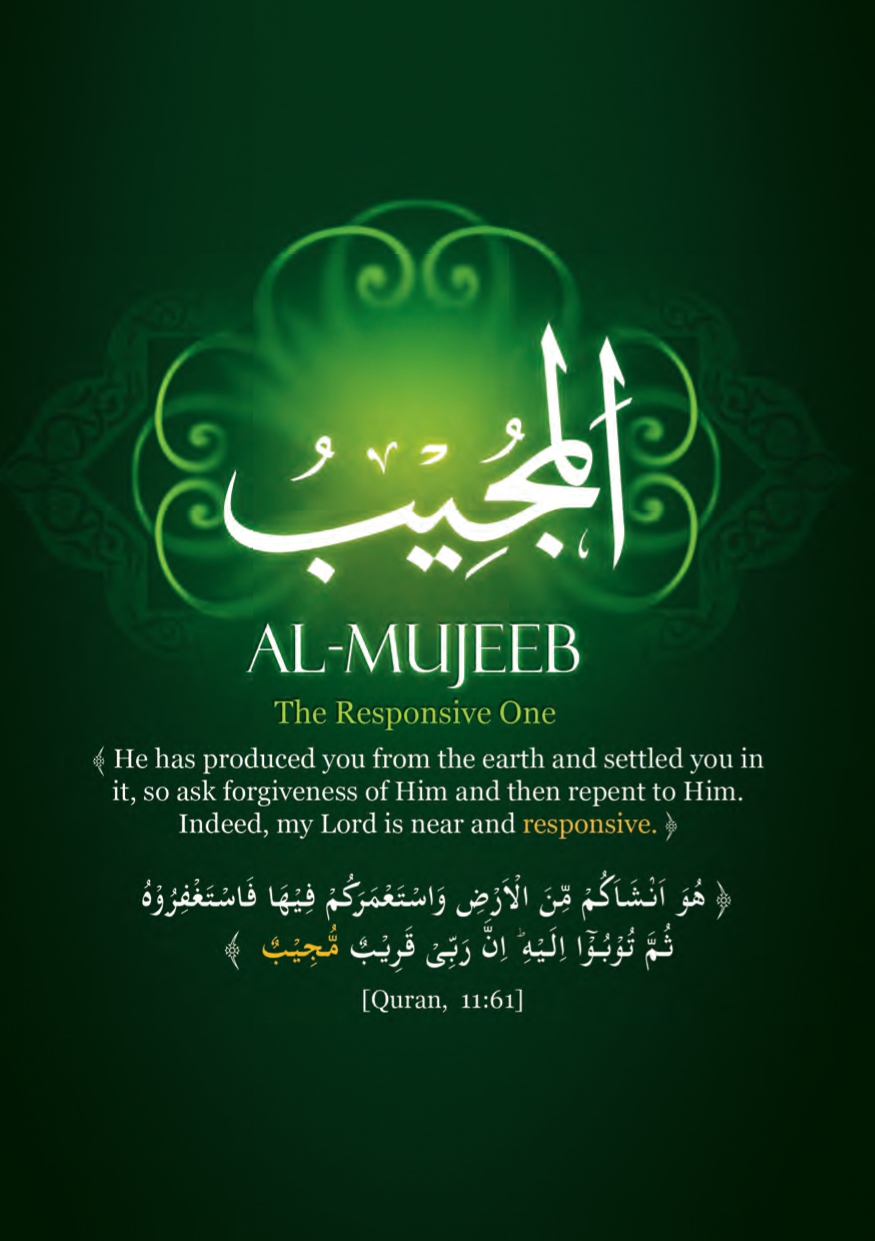 اَلمُجِيْبُ
AL-MUJEEB
The Responsive One
﴾ He has produced you from the earth and settled you in
it, so ask forgiveness of Him and then repent to Him.
Indeed, my Lord is near and responsive. ﴿
﴿ هُوَ اَنْشَاَكُمْ مِّنَ الْاَرْضِ وَاسْتَعْمَرَكُمْ فِيْهَا فَاسْتَغْفِرُوْهُ
ثُمَّ تُوْبُوْٓا اِلَيْهِ ؕ اِنَّ رَبِّىْ قَرِيْبٌ مُّجِيْبٌ ﴾
[Quran, 11:61]